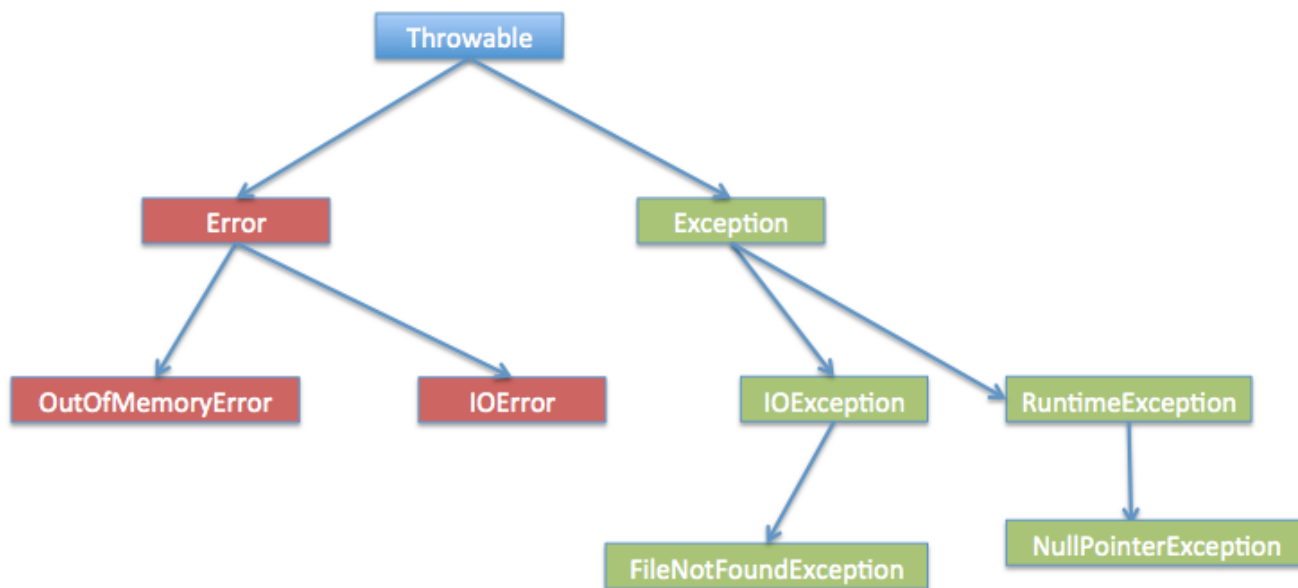 Throwable
Error
Exception
OutOfMemoryError
IOError
IOException
RuntimeException
FileNotFoundException
NullPointerException